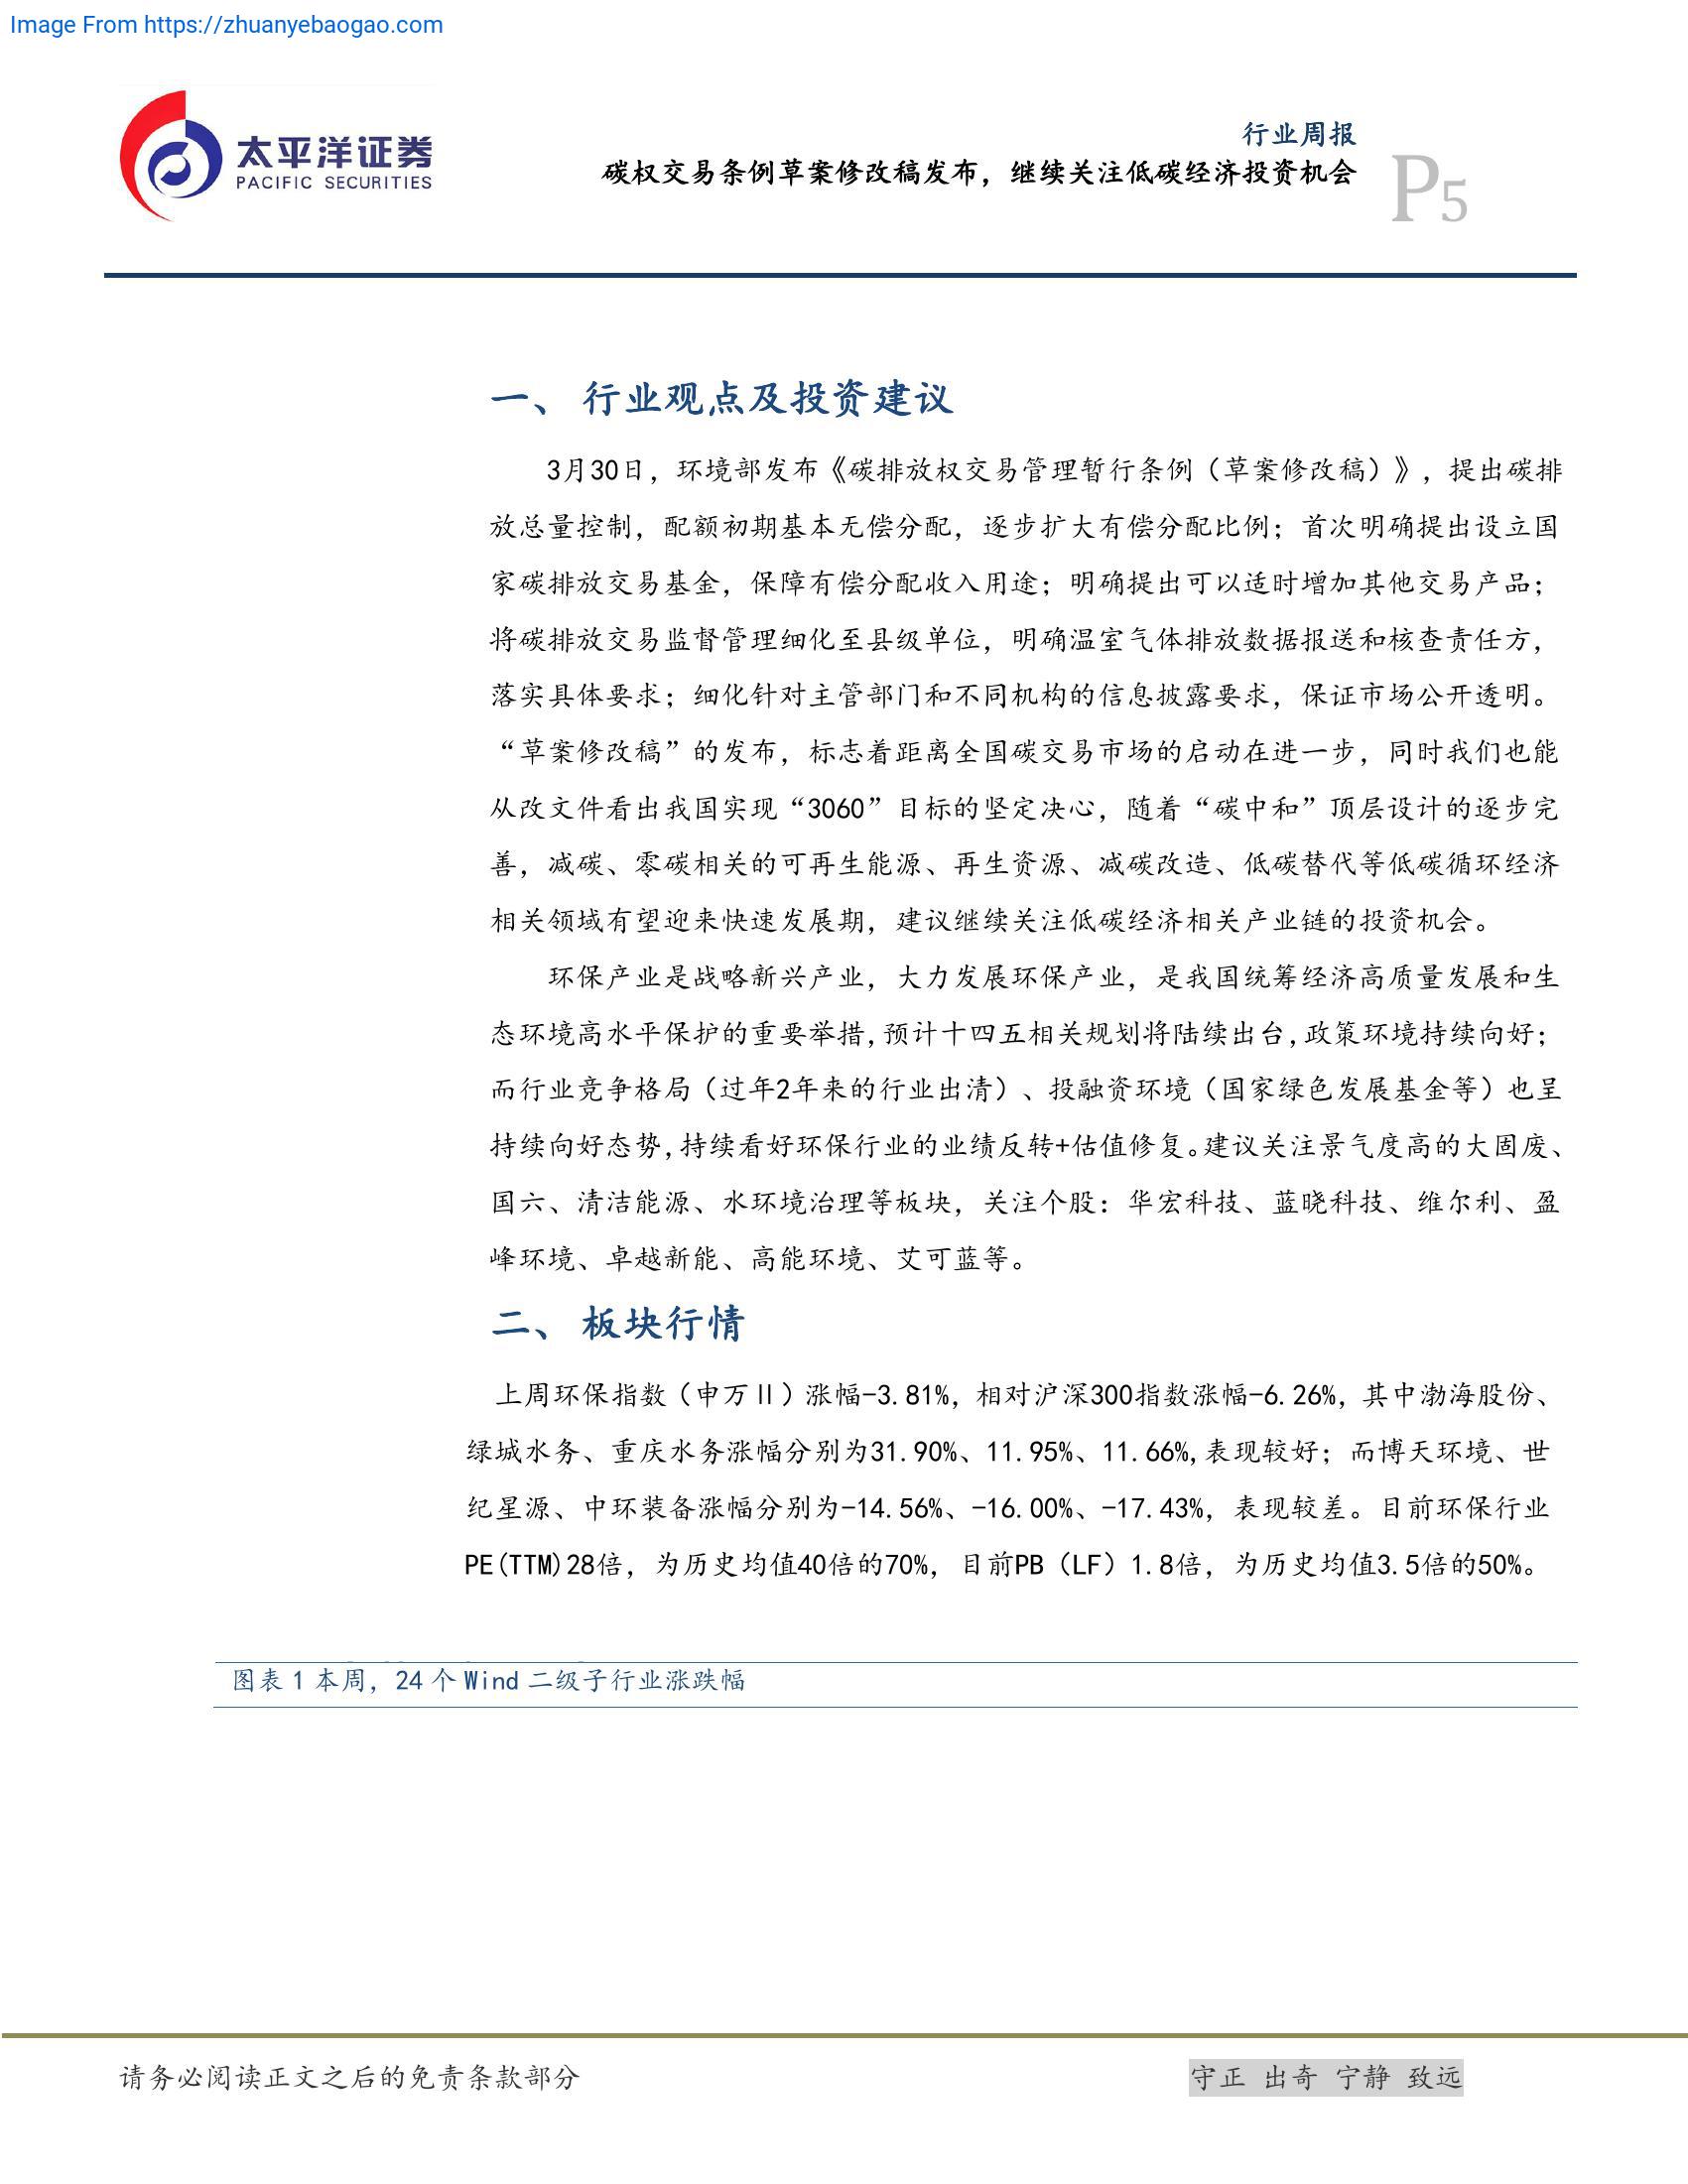 Image From https://zhuanyebaogao.com
太平洋证券
PACIFIC SECURITIES
行业周报
碳权交易条例草案修改稿发布，继续关注低碳经济投资机会
P5
一、 行业观点及投资建议
3月30日，环境部发布《碳排放权交易管理暂行条例（草案修改稿）》，提出碳排
放总量控制，配额初期基本无偿分配，逐步扩大有偿分配比例；首次明确提出设立国
家碳排放交易基金，保障有偿分配收入用途；明确提出可以适时增加其他交易产品；
将碳排放交易监督管理细化至县级单位，明确温室气体排放数据报送和核查责任方，
落实具体要求；细化针对主管部门和不同机构的信息披露要求，保证市场公开透明。
“草案修改稿”的发布，标志着距离全国碳交易市场的启动在进一步，同时我们也能
从改文件看出我国实现“3060”目标的坚定决心，随着“碳中和”顶层设计的逐步完
善，减碳、零碳相关的可再生能源、再生资源、减碳改造、低碳替代等低碳循环经济
相关领域有望迎来快速发展期，建议继续关注低碳经济相关产业链的投资机会。
环保产业是战略新兴产业，大力发展环保产业，是我国统筹经济高质量发展和生
态环境高水平保护的重要举措,预计十四五相关规划将陆续出台,政策环境持续向好；
而行业竞争格局（过年2年来的行业出清）、投融资环境（国家绿色发展基金等）也呈
持续向好态势,持续看好环保行业的业绩反转+估值修复。建议关注景气度高的大固废、
国六、清洁能源、水环境治理等板块，关注个股：华宏科技、蓝晓科技、维尔利、盈
峰环境、卓越新能、高能环境、艾可蓝等。
二、 板块行情
上周环保指数（申万Ⅱ）涨幅-3.81%，相对沪深300指数涨幅-6.26%，其中渤海股份、
绿城水务、重庆水务涨幅分别为31.90%、11.95%、11.66%,表现较好；而博天环境、世
纪星源、中环装备涨幅分别为-14.56%、-16.00%、-17.43%，表现较差。目前环保行业
PE(TTM)28倍，为历史均值40倍的70%，目前PB（LF）1.8倍，为历史均值3.5倍的50%。
图表 1 本周，24 个 Wind 二级子行业涨跌幅
请务必阅读正文之后的免责条款部分
守正 出奇 宁静 致远